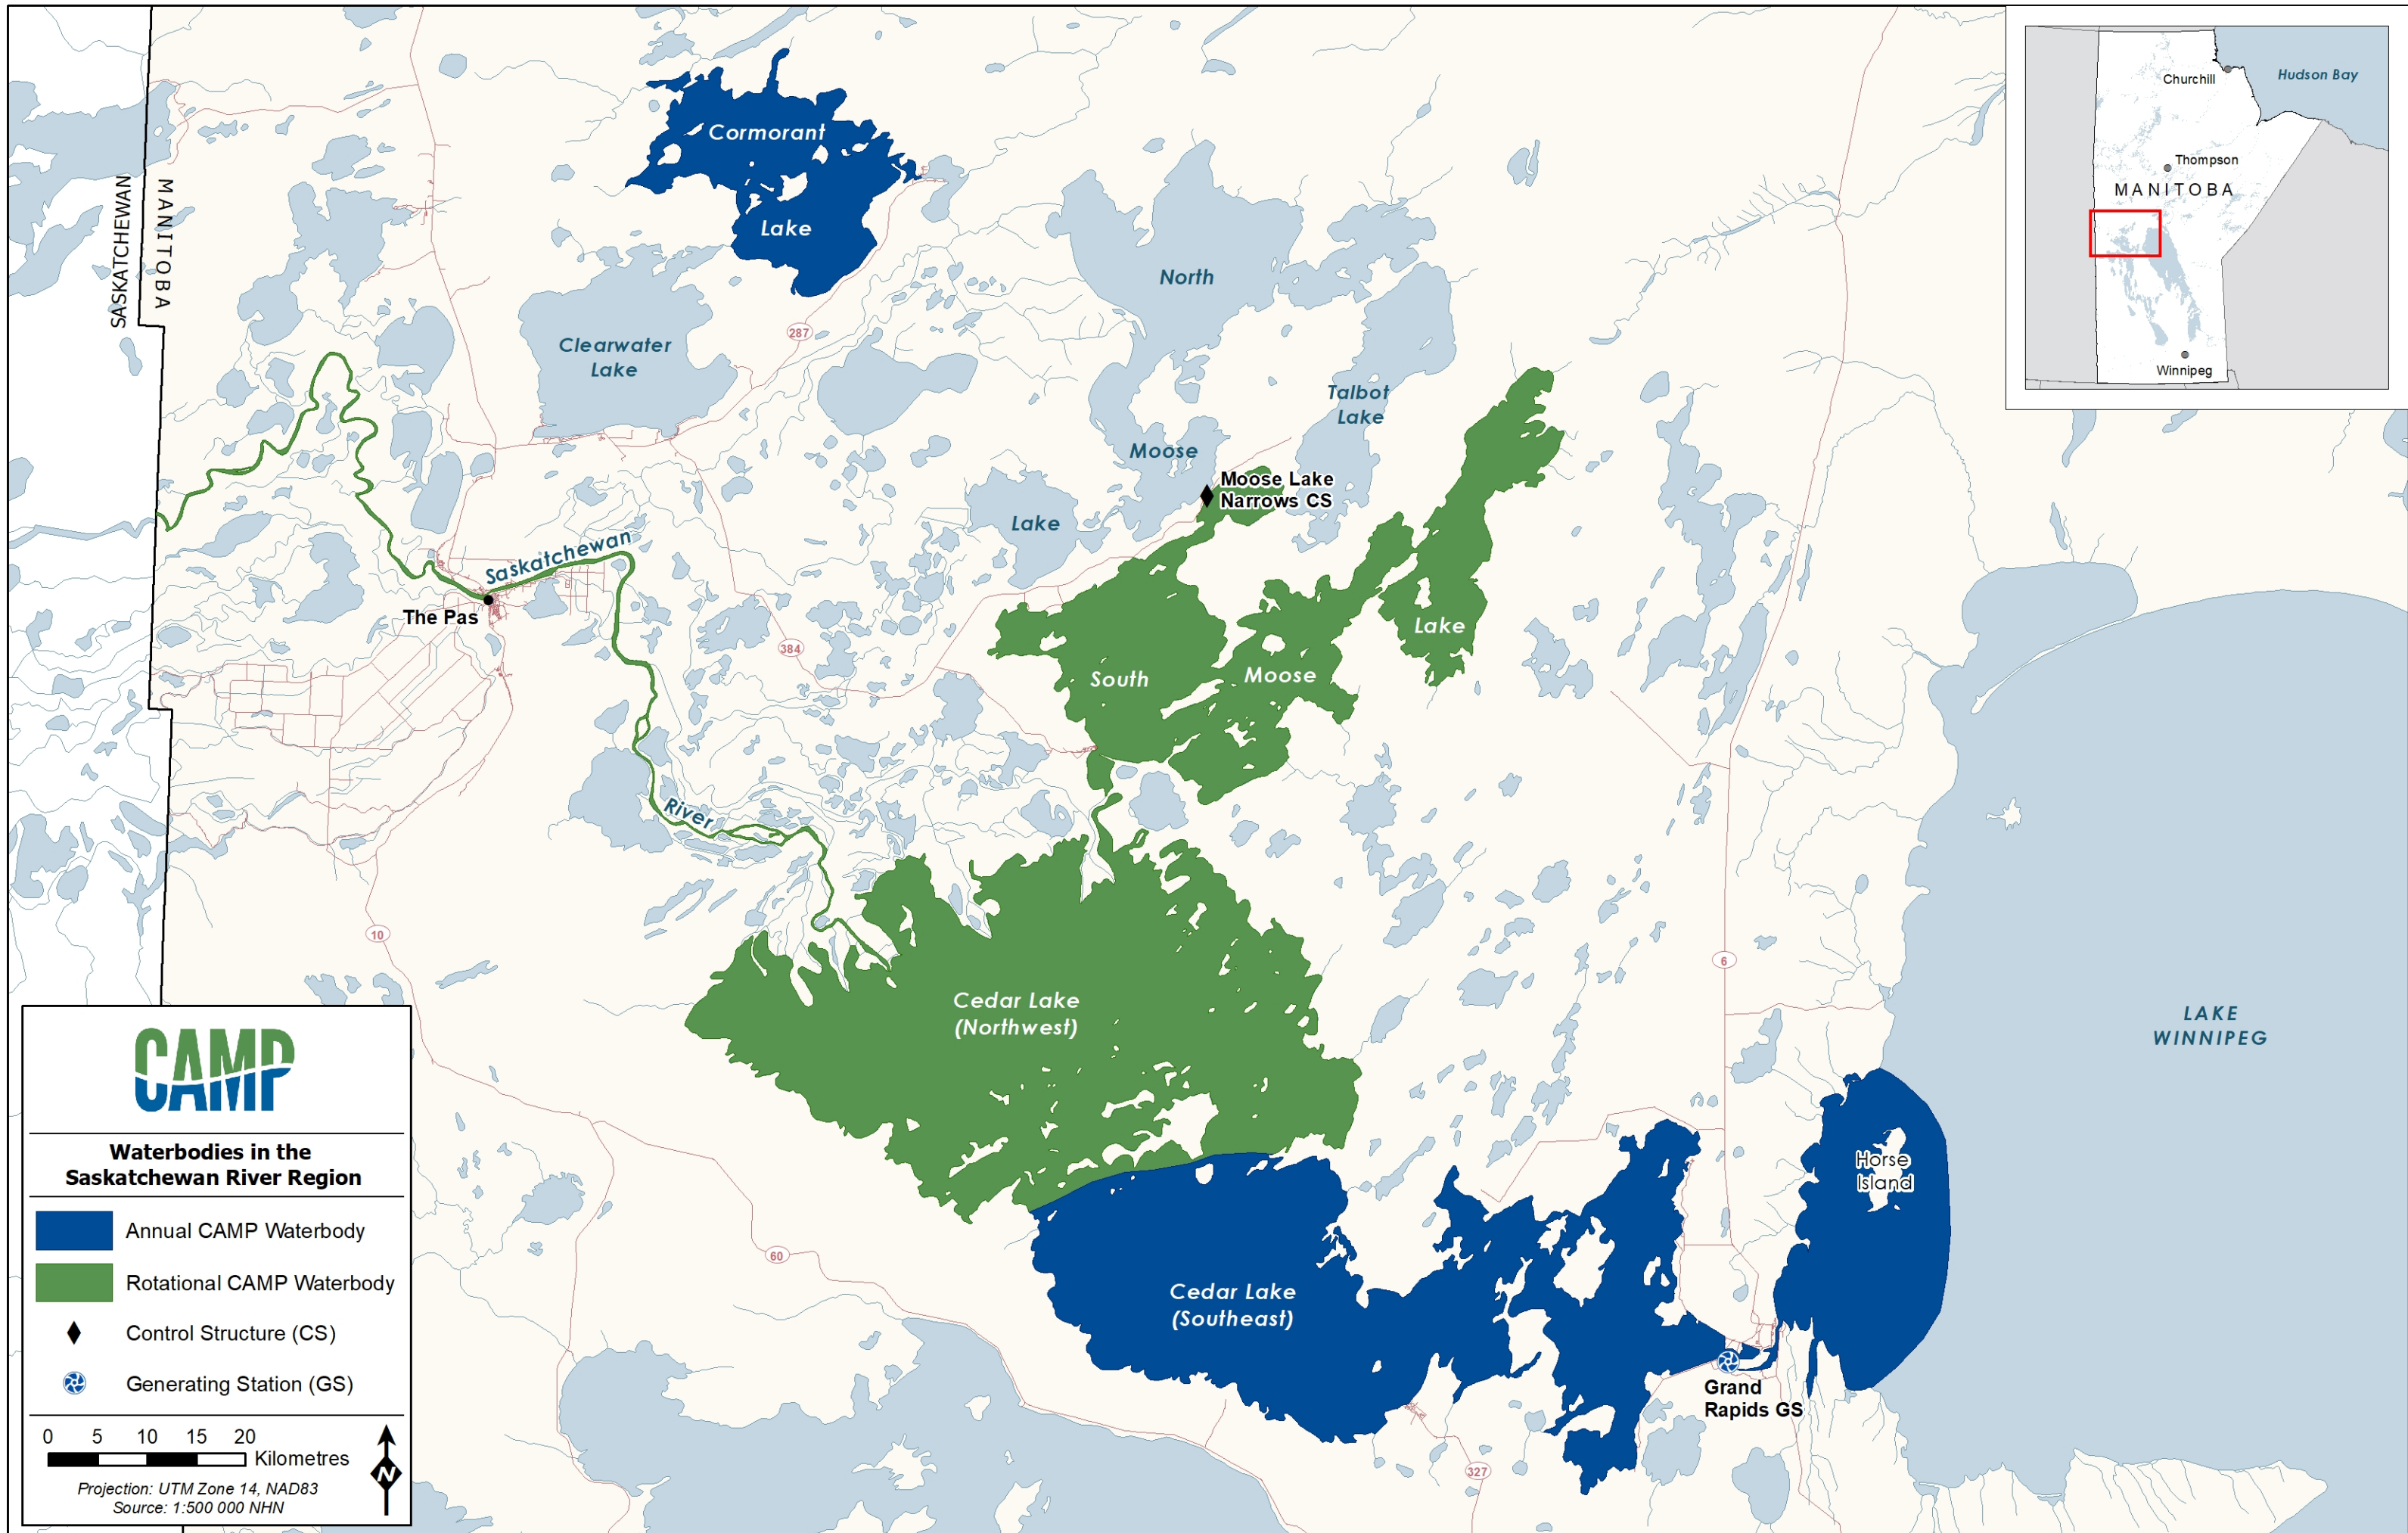 SASKATCHEWAN
MANITOBA
Cormorant
Lake
Clearwater
Lake
287
North
Moose
Lake
Talbot
Lake
Moose Lake
Narrows CS
Saskatchewan
River
The Pas
384
South
Moose
Lake
10
6
Cedar Lake
(Northwest)
Cedar Lake
(Southeast)
60
327
LAKE
WINNIPEG
Horse
Island
Grand
Rapids GS
Churchill
Hudson Bay
Thompson
MANITOBA
Winnipeg
CAMP
Waterbodies in the
Saskatchewan River Region
Annual CAMP Waterbody
Rotational CAMP Waterbody
Control Structure (CS)
Generating Station (GS)
0 5 10 15 20
Kilometres
N
Projection: UTM Zone 14, NAD83
Source: 1:500 000 NHN